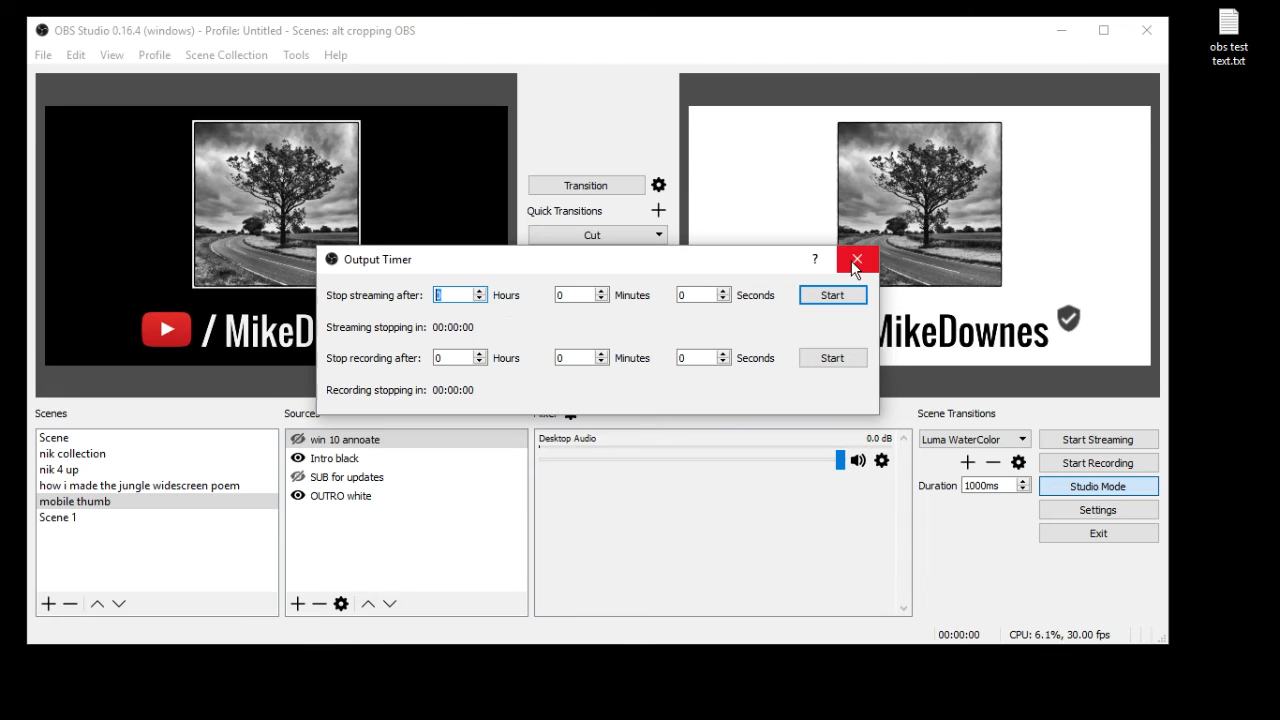 OBS Studio 0.16.4 (windows) - Profile: Untitled - Scenes: alt cropping OBS
obs test
text.txt
File Edit View Profile Scene Collection Tools Help
Transition
Quick Transitions
Cut
Output Timer
?
Stop streaming after: Hours 0 Minutes 0 Seconds Start
Streaming stopping in: 00:00:00
/ MikeD
MikeDownes
Stop recording after: 0 Hours 0 Minutes 0 Seconds Start
Recording stopping in: 00:00:00
Scenes
Scene
nik collection
nik 4 up
how i made the jungle widescreen poem
mobile thumb
Scene 1
Sources
win 10 annoate
Intro black
SUB for updates
OUTRO white
Desktop Audio 0.0 dB
Scene Transitions
Luma WaterColor
Duration 1000ms
Start Streaming
Start Recording
Studio Mode
Settings
Exit
00:00:00 CPU: 6.1%, 30.00 fps